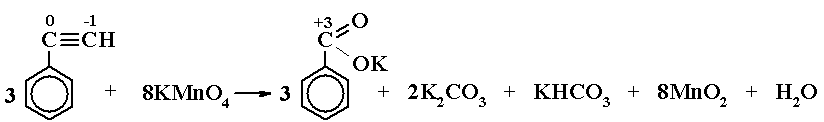 0 -1 +3 O
C≡CH C
OK
3 + 8KMnO₄ → 3 + 2K₂CO₃ + KHCO₃ + 8MnO₂ + H₂O